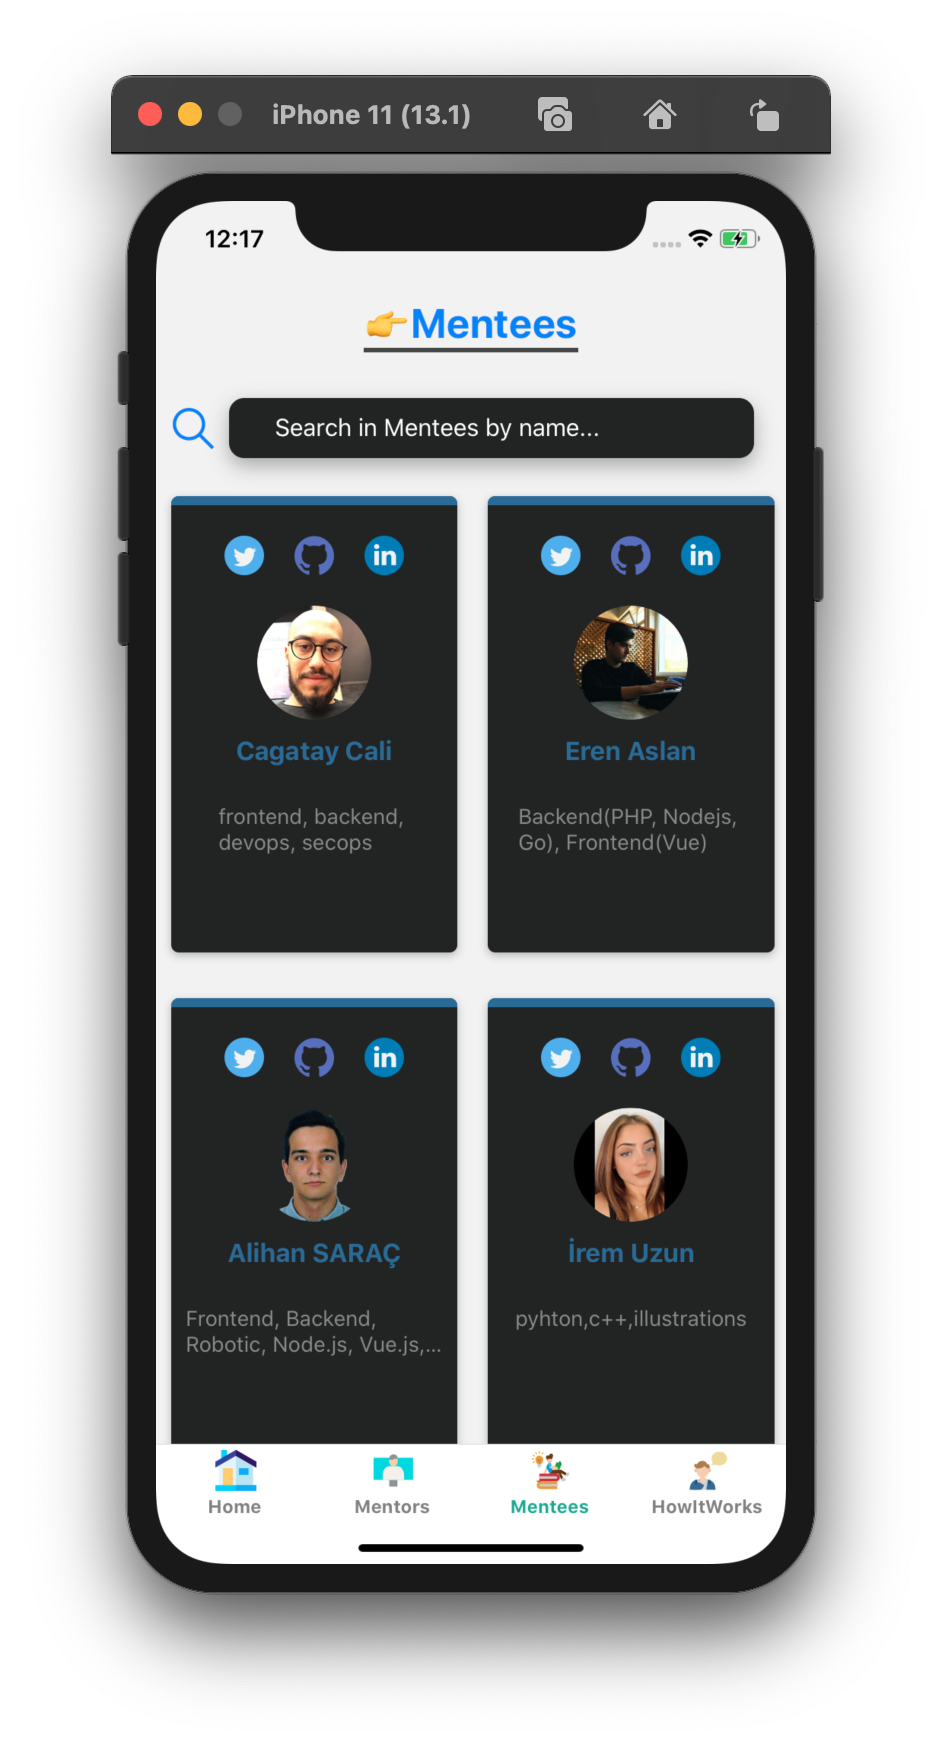 iPhone 11 (13.1)
12:17
👉Mentees
Search in Mentees by name...
in in
Cagatay Cali
Eren Aslan
frontend, backend,
devops, secops
Backend(PHP, Nodejs,
Go), Frontend(Vue)
in in
Alihan SARAÇ
İrem Uzun
Frontend, Backend,
Robotic, Node.js, Vue.js,...
pyhton,c++,illustrations
Home
Mentors
Mentees
HowItWorks